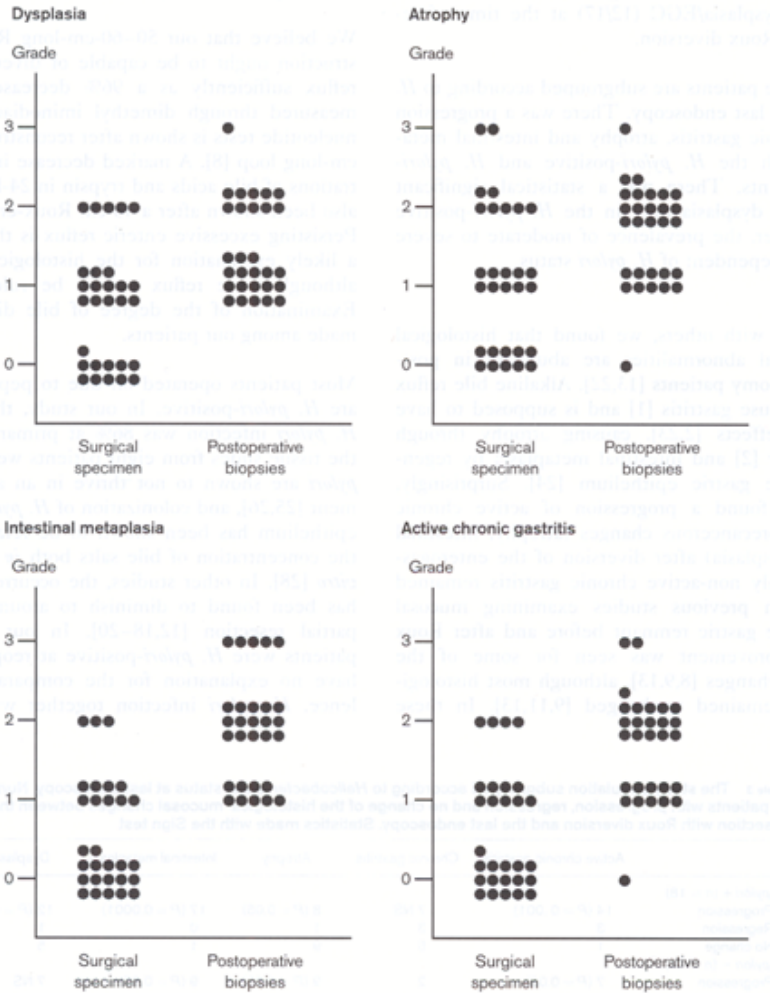 Dysplasia
Grade
3
2
1
0
Surgical
specimen
Postoperative
biopsies
Atrophy
Grade
3
2
1
0
Surgical
specimen
Postoperative
biopsies
Intestinal metaplasia
Grade
3
2
1
0
Surgical
specimen
Postoperative
biopsies
Active chronic gastritis
Grade
3
2
1
0
Surgical
specimen
Postoperative
biopsies